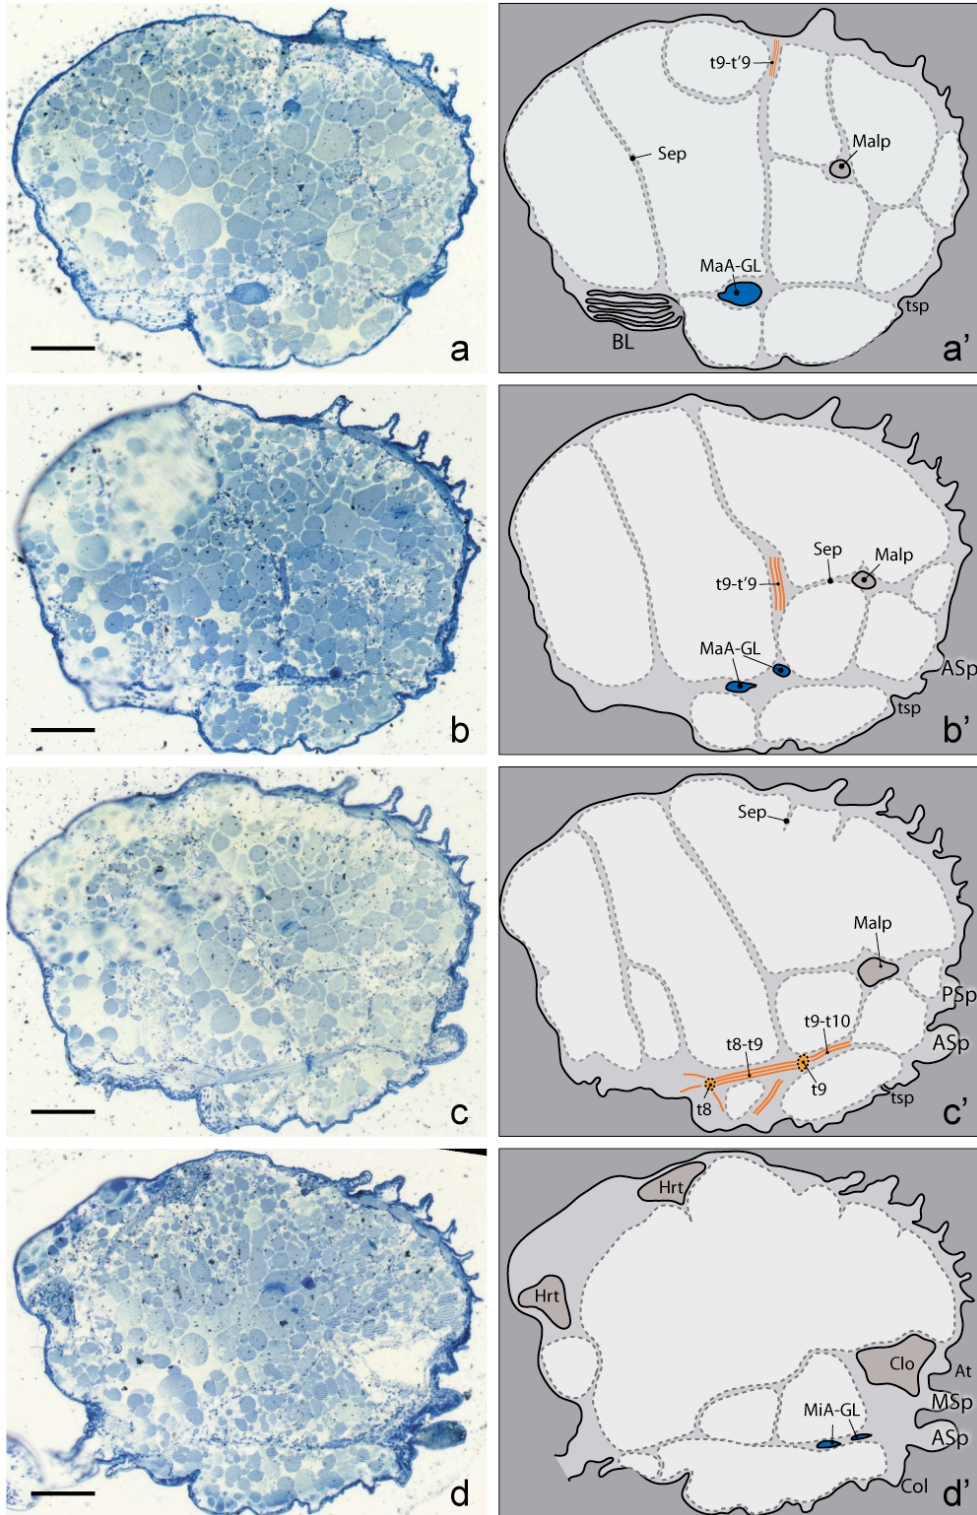 a
t9-t'9
Sep
Malp
MaA-GL
BL
tsp
a'
b
t9-t'9
Sep
Malp
MaA-GL
ASp
tsp
b'
c
Sep
Malp
PSp
t9-t10
t8-t9
ASp
t9
t8
tsp
c'
d
Hrt
Hrt
Clo
At
MSp
MiA-GL
ASp
Col
d'